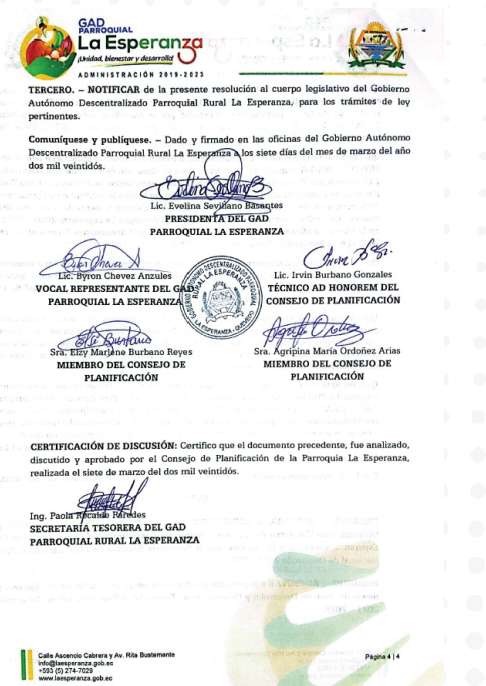 GAD
PARROQUIAL
La Esperanza
¡Unidad, bienestar y desarrollo!
ADMINISTRACIÓN 2019-2023
TERCERO. – NOTIFICAR de la presente resolución al cuerpo legislativo del Gobierno
Autónomo Descentralizado Parroquial Rural La Esperanza, para los trámites de ley
pertinentes.
Comuníquese y publíquese. – Dado y firmado en las oficinas del Gobierno Autónomo
Descentralizado Parroquial Rural La Esperanza a los siete días del mes de marzo del año
dos mil veintidós.
Lic. Evelina Sevillano Basantes
PRESIDENTA DEL GAD
PARROQUIAL LA ESPERANZA
Lic. Byron Chevez Anzules
VOCAL REPRESENTANTE DEL GAD
PARROQUIAL LA ESPERANZA
Lic. Irvin Burbano Gonzales
TÉCNICO AD HONOREM DEL
CONSEJO DE PLANIFICACIÓN
Sra. Elzy Marlene Burbano Reyes
MIEMBRO DEL CONSEJO DE
PLANIFICACIÓN
Sra. Agripina María Ordoñez Arias
MIEMBRO DEL CONSEJO DE
PLANIFICACIÓN
CERTIFICACIÓN DE DISCUSIÓN: Certifico que el documento precedente, fue analizado,
discutido y aprobado por el Consejo de Planificación de la Parroquia La Esperanza,
realizada el siete de marzo del dos mil veintidós.
Ing. Paola Recalde Paredes
SECRETARIA TESORERA DEL GAD
PARROQUIAL RURAL LA ESPERANZA
Calle Ascencio Cabrera y Av. Rita Bustamante
info@laesperanza.gob.ec
+593 (5) 274-7029
www.laesperanza.gob.ec
Página 4 | 4